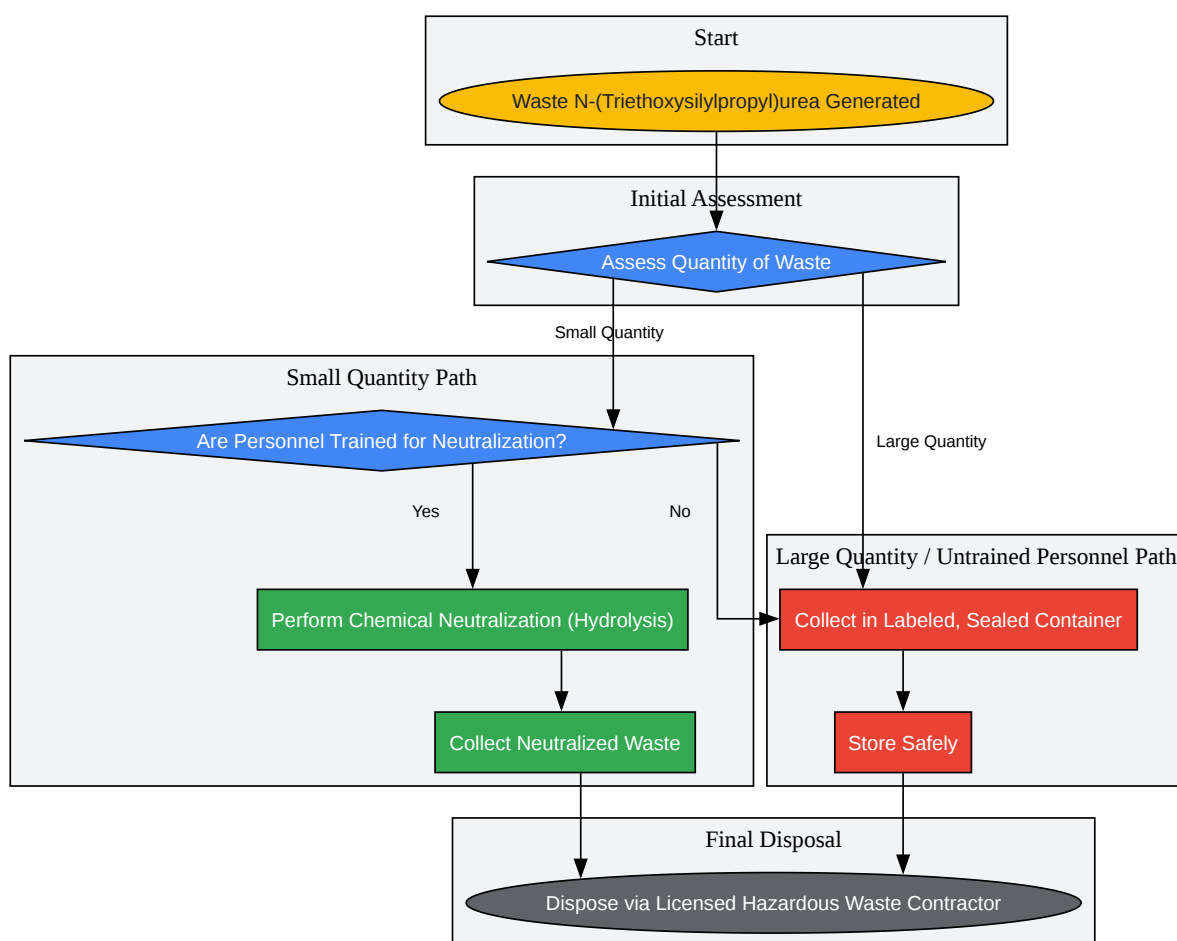 Start
Waste N-(Triethoxysilylpropyl)urea Generated
Initial Assessment
Assess Quantity of Waste
Small Quantity
Small Quantity Path
Are Personnel Trained for Neutralization?
Large Quantity
Yes
No
Large Quantity / Untrained Personnel Path
Perform Chemical Neutralization (Hydrolysis)
Collect in Labeled, Sealed Container
Collect Neutralized Waste
Store Safely
Final Disposal
Dispose via Licensed Hazardous Waste Contractor